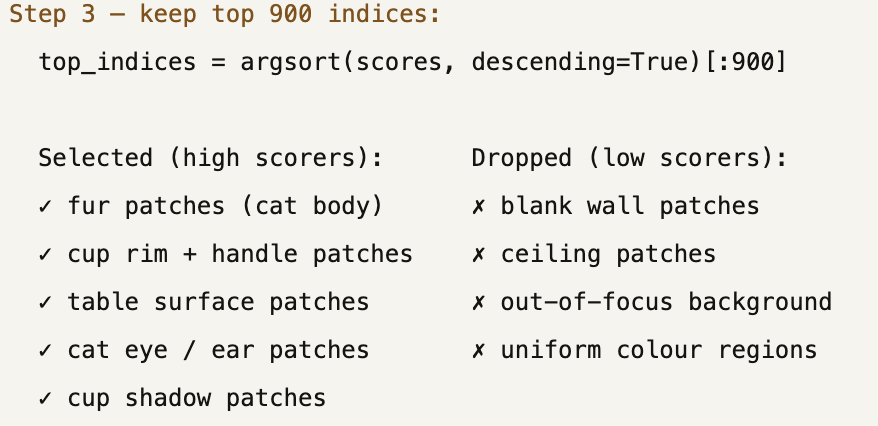 Step 3 — keep top 900 indices:
top_indices = argsort(scores, descending=True)[:900]
Selected (high scorers): Dropped (low scorers):
✓ fur patches (cat body) ✗ blank wall patches
✓ cup rim + handle patches ✗ ceiling patches
✓ table surface patches ✗ out-of-focus background
✓ cat eye / ear patches ✗ uniform colour regions
✓ cup shadow patches